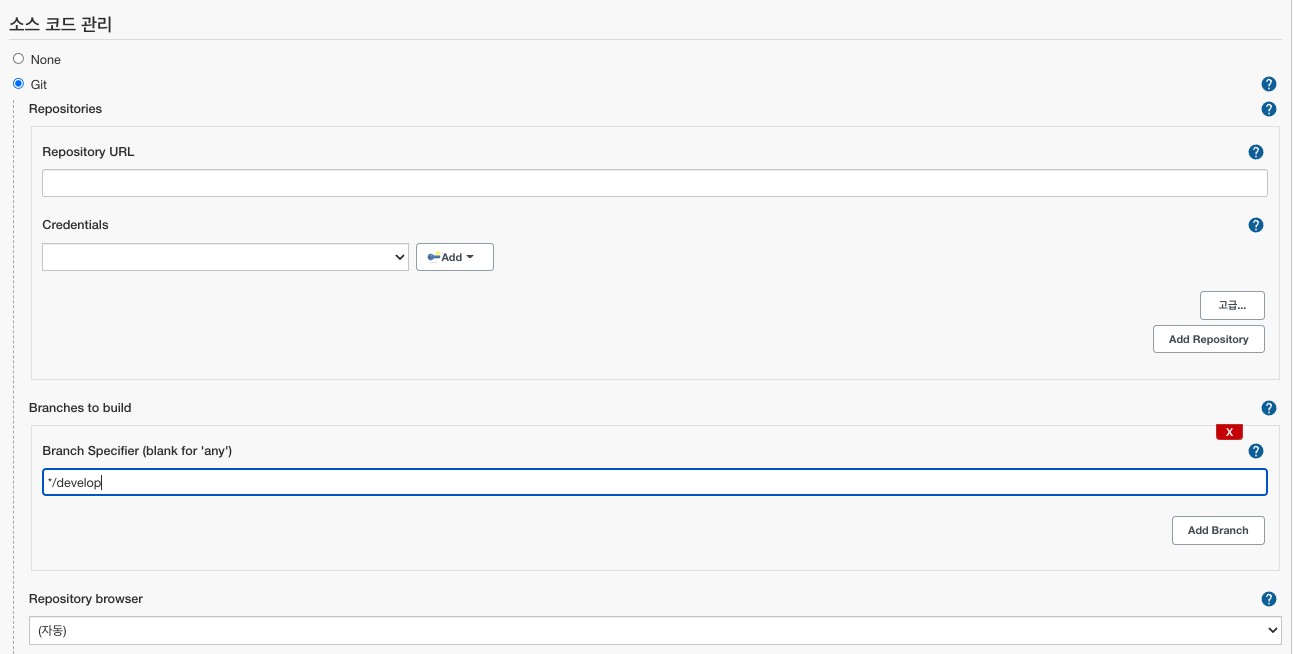 소스 코드 관리
None
Git
?
Repositories
?
Repository URL
?
Credentials
?
Add
고급...
Add Repository
Branches to build
?
X
Branch Specifier (blank for 'any')
?
*/develop
Add Branch
Repository browser
?
(자동)